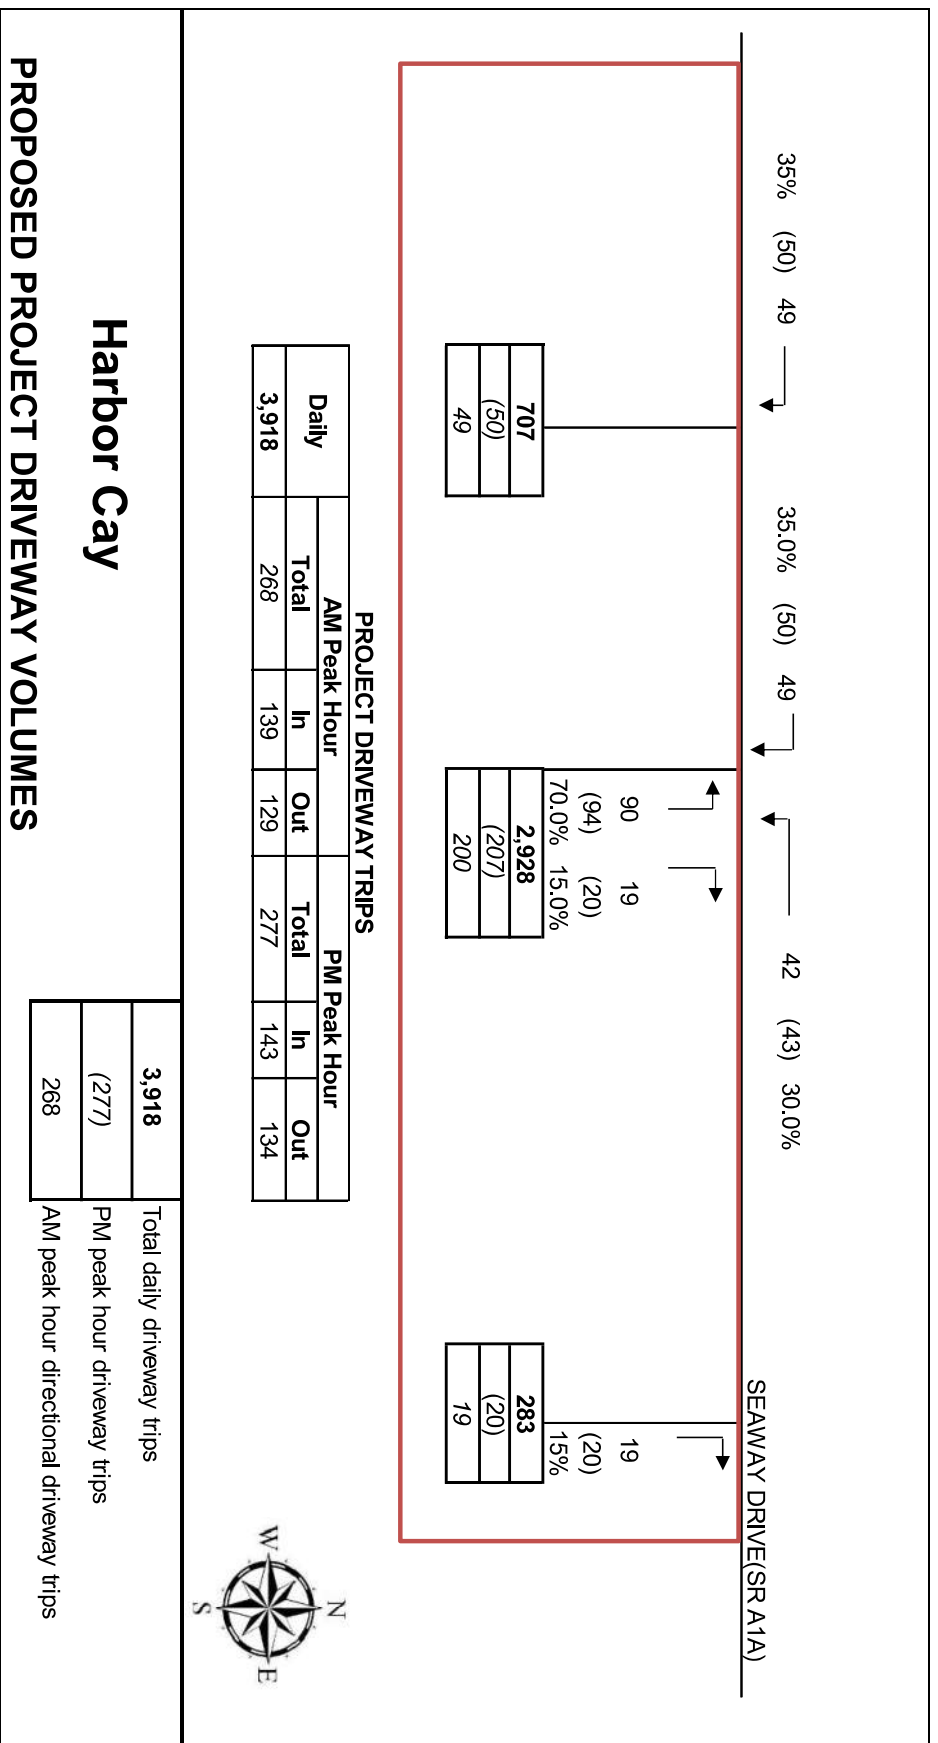 35% (50) 49
35.0% (50) 49
42 (43) 30.0%
SEAWAY DRIVE(SR A1A)
90 19
(94) (20)
70.0% 15.0%
19
(20)
15%
707
(50)
49
2,928
(207)
200
283
(20)
19
PROJECT DRIVEWAY TRIPS
Daily AM Peak Hour PM Peak Hour
Total In Out Total In Out
3,918 268 139 129 277 143 134
N
W E
S
Harbor Cay
PROPOSED PROJECT DRIVEWAY VOLUMES
3,918 Total daily driveway trips
(277) PM peak hour driveway trips
268 AM peak hour directional driveway trips